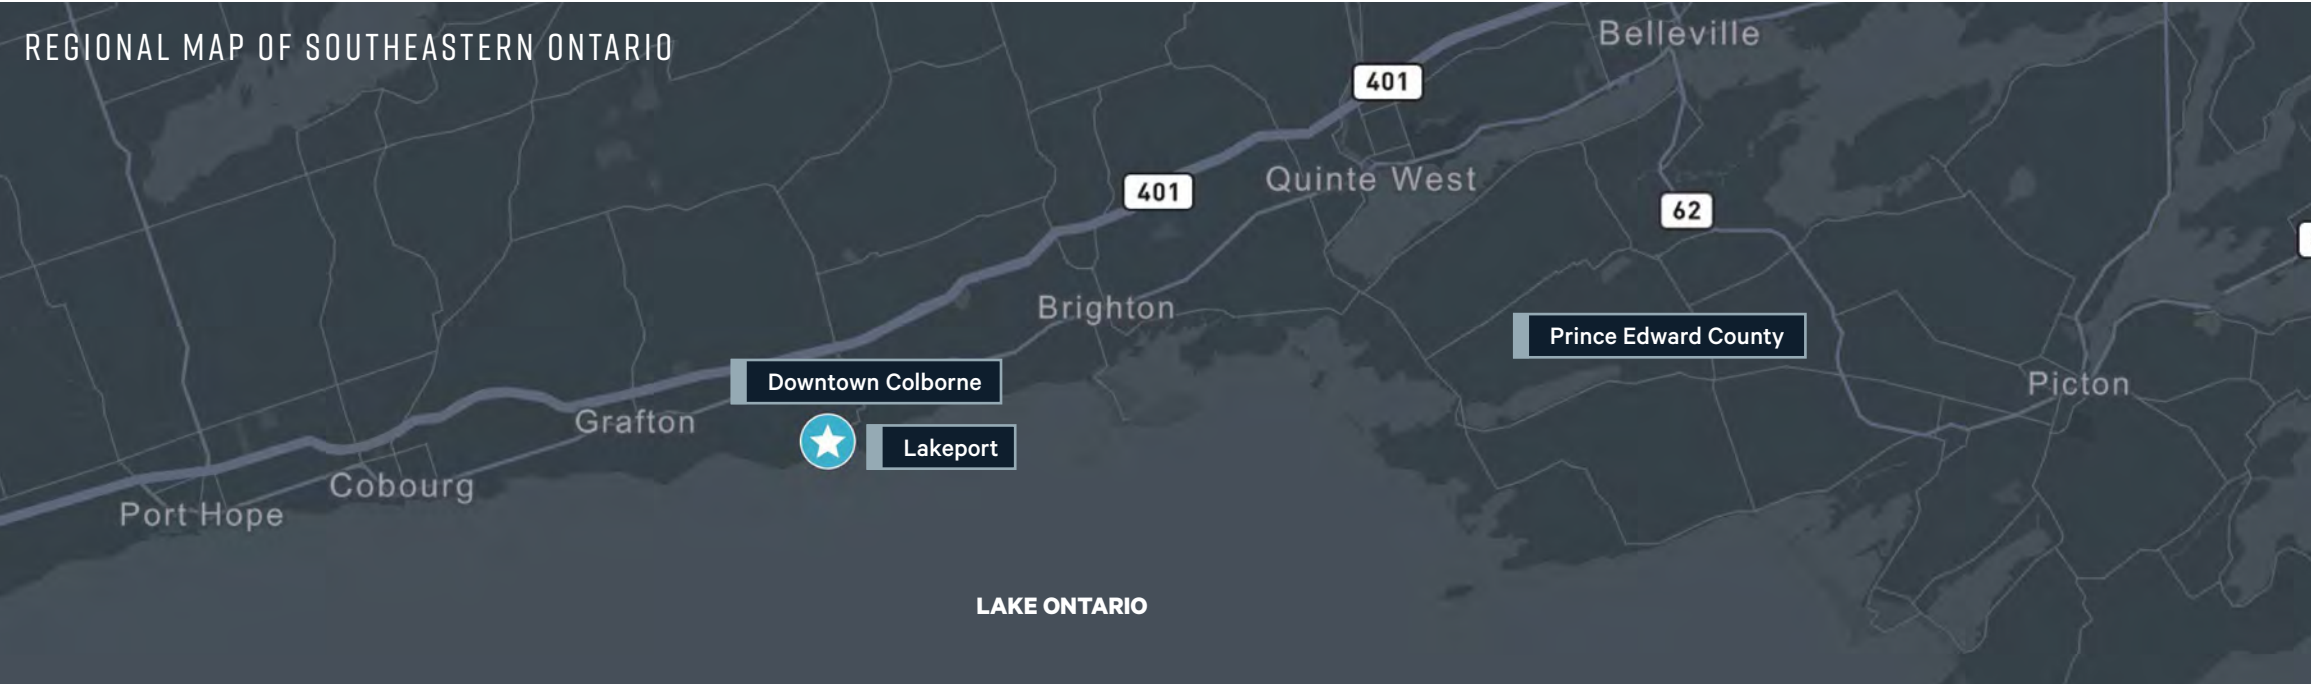 REGIONAL MAP OF SOUTHEASTERN ONTARIO
Belleville
401
401
Quinte West
62
Brighton
Prince Edward County
Downtown Colborne
Picton
Grafton
Lakeport
Cobourg
Port Hope
LAKE ONTARIO